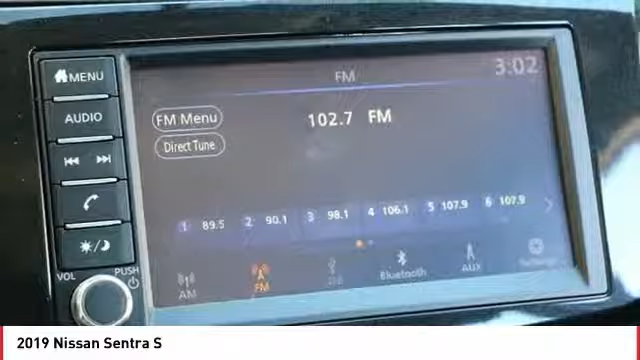 MENU
FM
3:02
AUDIO
FM Menu
102.7 FM
Direct Tune
1 89.5 2 90.1 3 98.1 4 106.1 5 107.9 6 107.9
VOL
PUSH
AM
FM
Bluetooth
AUX
2019 Nissan Sentra S